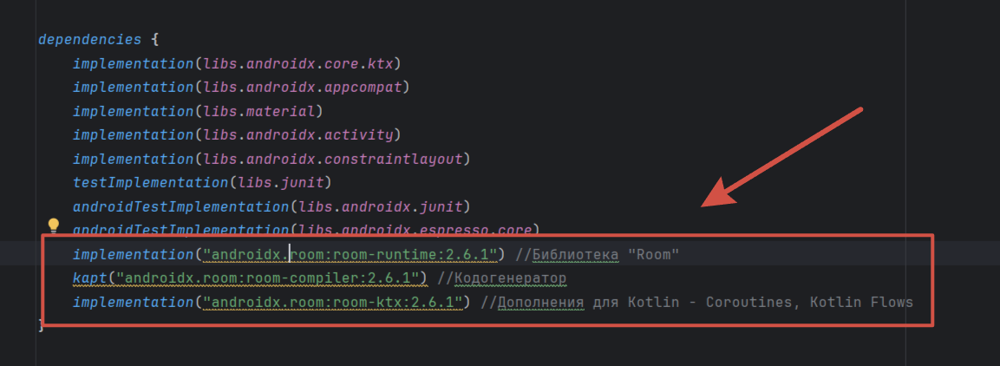 dependencies {
implementation(libs.androidx.core.ktx)
implementation(libs.androidx.appcompat)
implementation(libs.material)
implementation(libs.androidx.activity)
implementation(libs.androidx.constraintlayout)
testImplementation(libs.junit)
androidTestImplementation(libs.androidx.junit)
androidTestImplementation(libs.androidx.espresso.core)
implementation("androidx.room:room-runtime:2.6.1") //Библиотека "Room"
kapt("androidx.room:room-compiler:2.6.1") //Кодогенератор
implementation("androidx.room:room-ktx:2.6.1") //Дополнения для Kotlin - Coroutines, Kotlin Flows
}